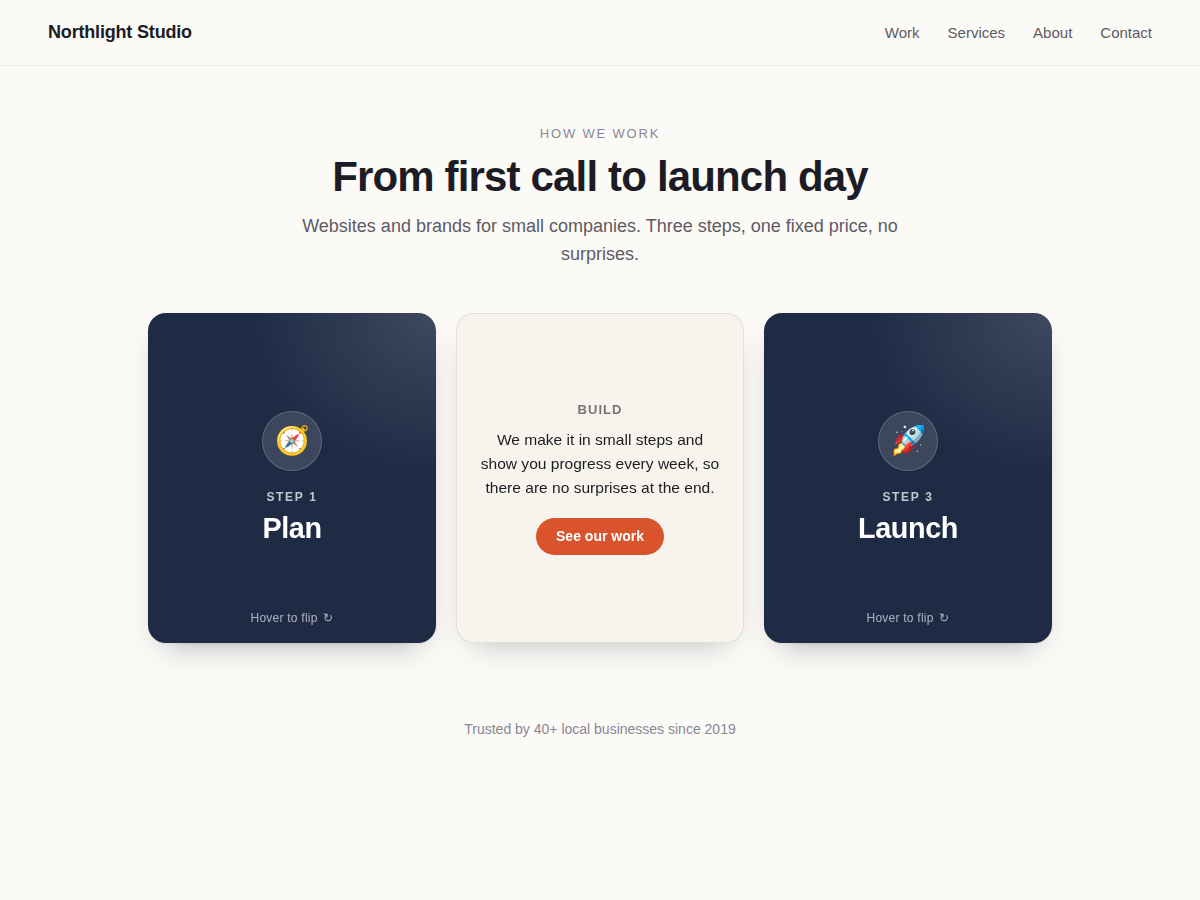 Northlight Studio
Work Services About Contact
HOW WE WORK
From first call to launch day
Websites and brands for small companies. Three steps, one fixed price, no
surprises.
STEP 1
Plan
Hover to flip ↻
BUILD
We make it in small steps and
show you progress every week, so
there are no surprises at the end.
See our work
STEP 3
Launch
Hover to flip ↻
Trusted by 40+ local businesses since 2019